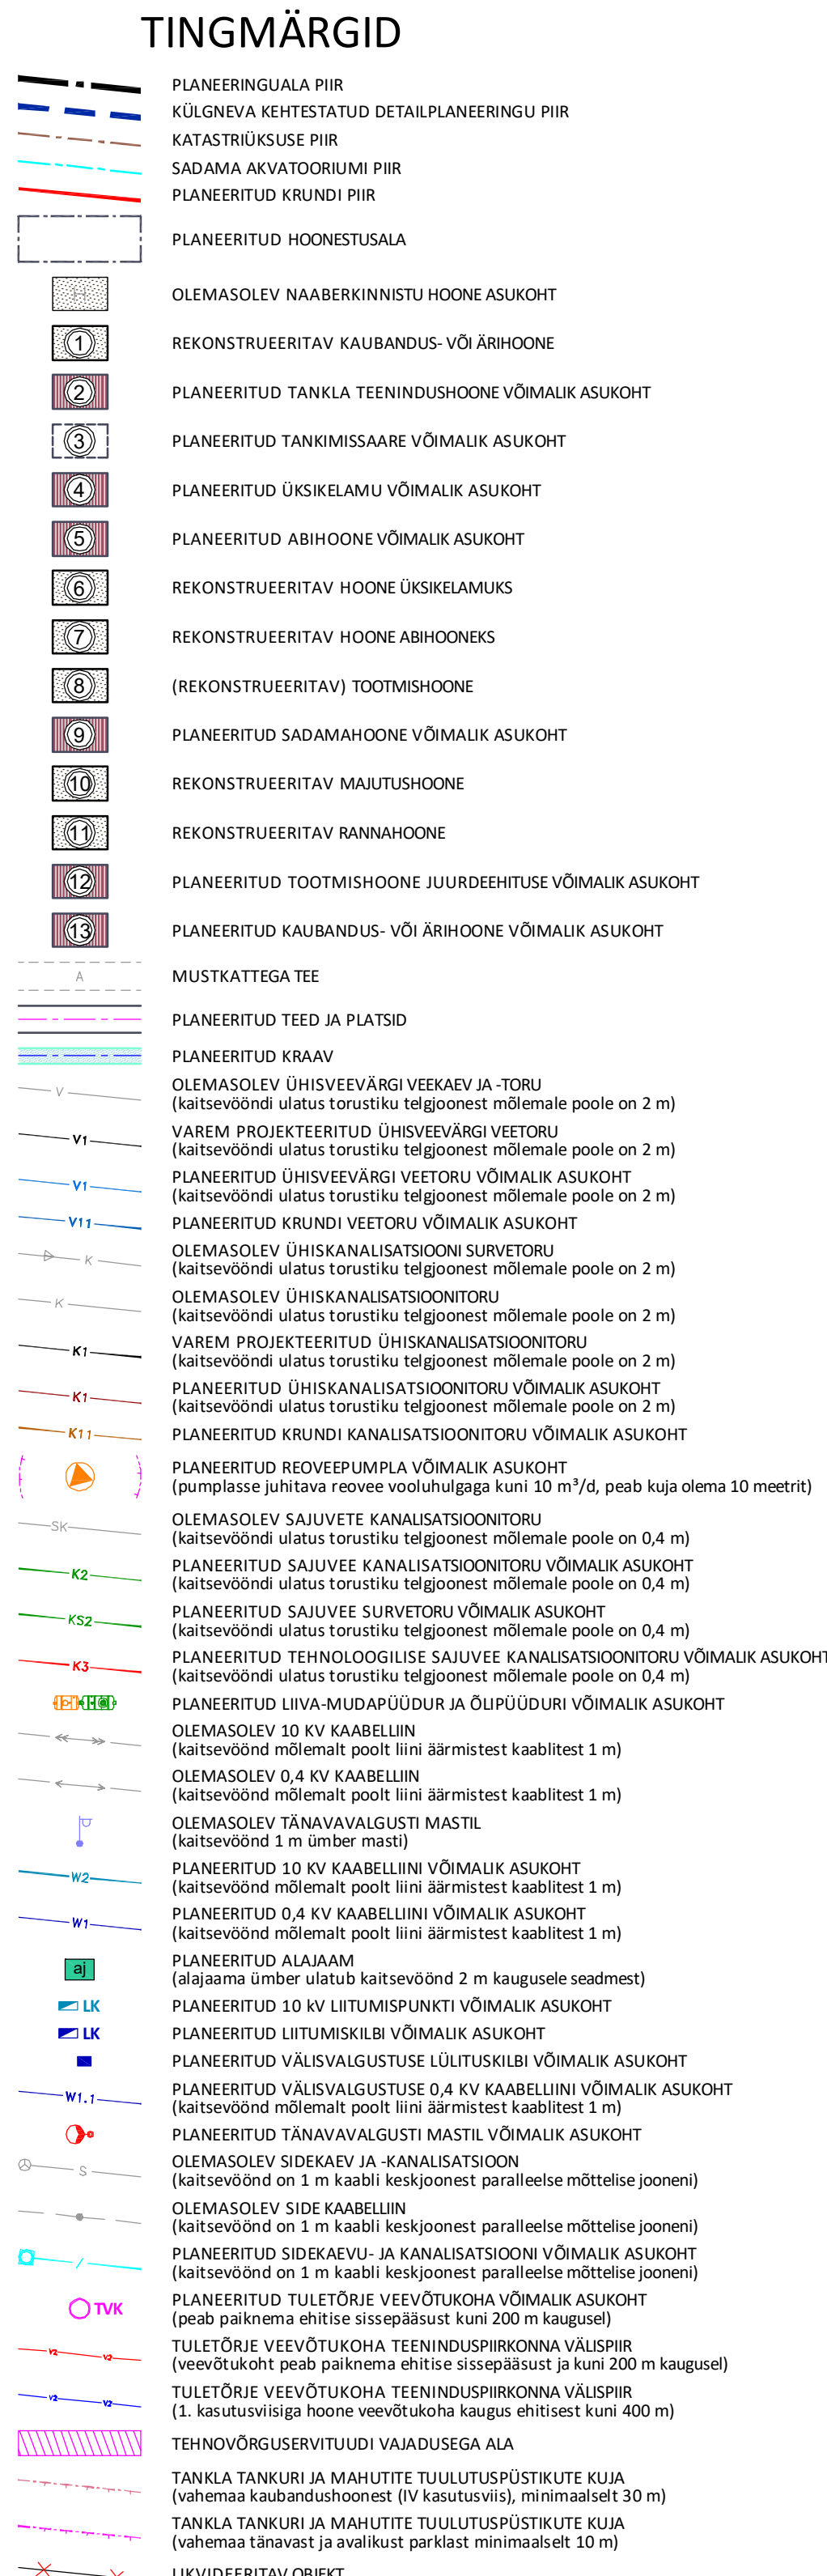 TINGMÄRGID
PLANEERINGUALA PIIR
KÜLGNEVA KEHTESTATUD DETAILPLANEERINGU PIIR
KATASTRIÜKSUSE PIIR
SADAMA AKVATOORIUMI PIIR
PLANEERITUD KRUNDI PIIR
PLANEERITUD HOONESTUSALA
H OLEMASOLEV NAABERKINNISTU HOONE ASUKOHT
1 REKONSTRUEERITAV KAUBANDUS- VÕI ÄRIHOONE
2 PLANEERITUD TANKLA TEENINDUSHOONE VÕIMALIK ASUKOHT
3 PLANEERITUD TANKIMISSAARE VÕIMALIK ASUKOHT
4 PLANEERITUD ÜKSIKELAMU VÕIMALIK ASUKOHT
5 PLANEERITUD ABIHOONE VÕIMALIK ASUKOHT
6 REKONSTRUEERITAV HOONE ÜKSIKELAMUKS
7 REKONSTRUEERITAV HOONE ABIHOONEKS
8 (REKONSTRUEERITAV) TOOTMISHOONE
9 PLANEERITUD SADAMAHOONE VÕIMALIK ASUKOHT
10 REKONSTRUEERITAV MAJUTUSHOONE
11 REKONSTRUEERITAV RANNAHOONE
12 PLANEERITUD TOOTMISHOONE JUURDEEHITUSE VÕIMALIK ASUKOHT
13 PLANEERITUD KAUBANDUS- VÕI ÄRIHOONE VÕIMALIK ASUKOHT
A MUSTKATTEGA TEE
PLANEERITUD TEED JA PLATSID
PLANEERITUD KRAAV
V OLEMASOLEV ÜHISVEEVÄRGI VEEKAEV JA -TORU
(kaitsevööndi ulatus torustiku telgjoonest mõlemale poole on 2 m)
V1 VAREM PROJEKTEERITUD ÜHISVEEVÄRGI VEETORU
(kaitsevööndi ulatus torustiku telgjoonest mõlemale poole on 2 m)
V1 PLANEERITUD ÜHISVEEVÄRGI VEETORU VÕIMALIK ASUKOHT
(kaitsevööndi ulatus torustiku telgjoonest mõlemale poole on 2 m)
V11 PLANEERITUD KRUNDI VEETORU VÕIMALIK ASUKOHT
K OLEMASOLEV ÜHISKANALISATSIOONI SURVETORU
(kaitsevööndi ulatus torustiku telgjoonest mõlemale poole on 2 m)
K OLEMASOLEV ÜHISKANALISATSIOONITORU
(kaitsevööndi ulatus torustiku telgjoonest mõlemale poole on 2 m)
K1 VAREM PROJEKTEERITUD ÜHISKANALISATSIOONITORU
(kaitsevööndi ulatus torustiku telgjoonest mõlemale poole on 2 m)
K1 PLANEERITUD ÜHISKANALISATSIOONITORU VÕIMALIK ASUKOHT
(kaitsevööndi ulatus torustiku telgjoonest mõlemale poole on 2 m)
K11 PLANEERITUD KRUNDI KANALISATSIOONITORU VÕIMALIK ASUKOHT
PLANEERITUD REOVEEPUMPLA VÕIMALIK ASUKOHT
(pumplasse juhitava reovee vooluhulgaga kuni 10 m³/d, peab kuja olema 10 meetrit)
SK OLEMASOLEV SAJUVETE KANALISATSIOONITORU
(kaitsevööndi ulatus torustiku telgjoonest mõlemale poole on 0,4 m)
K2 PLANEERITUD SAJUVEE KANALISATSIOONITORU VÕIMALIK ASUKOHT
(kaitsevööndi ulatus torustiku telgjoonest mõlemale poole on 0,4 m)
KS2 PLANEERITUD SAJUVEE SURVETORU VÕIMALIK ASUKOHT
(kaitsevööndi ulatus torustiku telgjoonest mõlemale poole on 0,4 m)
K3 PLANEERITUD TEHNOLOOGILISE SAJUVEE KANALISATSIOONITORU VÕIMALIK ASUKOHT
(kaitsevööndi ulatus torustiku telgjoonest mõlemale poole on 0,4 m)
PLANEERITUD LIIVA-MUDAPÜÜDUR JA ÕLIPÜÜDURI VÕIMALIK ASUKOHT
OLEMASOLEV 10 KV KAABELLIIN
(kaitsevöönd mõlemalt poolt liini äärmistest kaablitest 1 m)
OLEMASOLEV 0,4 KV KAABELLIIN
(kaitsevöönd mõlemalt poolt liini äärmistest kaablitest 1 m)
OLEMASOLEV TÄNAVAVALGUSTI MASTIL
(kaitsevöönd 1 m ümber masti)
W2 PLANEERITUD 10 KV KAABELLIINI VÕIMALIK ASUKOHT
(kaitsevöönd mõlemalt poolt liini äärmistest kaablitest 1 m)
W1 PLANEERITUD 0,4 KV KAABELLIINI VÕIMALIK ASUKOHT
(kaitsevöönd mõlemalt poolt liini äärmistest kaablitest 1 m)
aj PLANEERITUD ALAJAAM
(alajaama ümber ulatub kaitsevöönd 2 m kaugusele seadmest)
LK PLANEERITUD 10 kV LIITUMISPUNKTI VÕIMALIK ASUKOHT
LK PLANEERITUD LIITUMISKILBI VÕIMALIK ASUKOHT
PLANEERITUD VÄLISVALGUSTUSE LÜLITUSKILBI VÕIMALIK ASUKOHT
W1.1 PLANEERITUD VÄLISVALGUSTUSE 0,4 KV KAABELLIINI VÕIMALIK ASUKOHT
(kaitsevöönd mõlemalt poolt liini äärmistest kaablitest 1 m)
PLANEERITUD TÄNAVAVALGUSTI MASTIL VÕIMALIK ASUKOHT
S OLEMASOLEV SIDEKAEV JA -KANALISATSIOON
(kaitsevöönd on 1 m kaabli keskjoonest paralleelse mõttelise jooneni)
OLEMASOLEV SIDE KAABELLIIN
(kaitsevöönd on 1 m kaabli keskjoonest paralleelse mõttelise jooneni)
PLANEERITUD SIDEKAEVU- JA KANALISATSIOONI VÕIMALIK ASUKOHT
(kaitsevöönd on 1 m kaabli keskjoonest paralleelse mõttelise jooneni)
TVK PLANEERITUD TULETÕRJE VEEVÕTUKOHA VÕIMALIK ASUKOHT
(peab paiknema ehitise sissepääsust kuni 200 m kaugusel)
V2 V2 TULETÕRJE VEEVÕTUKOHA TEENINDUSPIIRKONNA VÄLISPIIR
(veevõtukoht peab paiknema ehitise sissepääsust ja kuni 200 m kaugusel)
V2 V2 TULETÕRJE VEEVÕTUKOHA TEENINDUSPIIRKONNA VÄLISPIIR
(1. kasutusviisiga hoone veevõtukoha kaugus ehitisest kuni 400 m)
TEHNOVÕRGUSERVITUUDI VAJADUSEGA ALA
TANKLA TANKURI JA MAHUTITE TUULUTUSPÜSTIKUTE KUJA
(vahemaa kaubandushoonest (IV kasutusviis), minimaalselt 30 m)
TANKLA TANKURI JA MAHUTITE TUULUTUSPÜSTIKUTE KUJA
(vahemaa tänavast ja avalikust parklast minimaalselt 10 m)
LIKVIDEERITAV OBJEKT